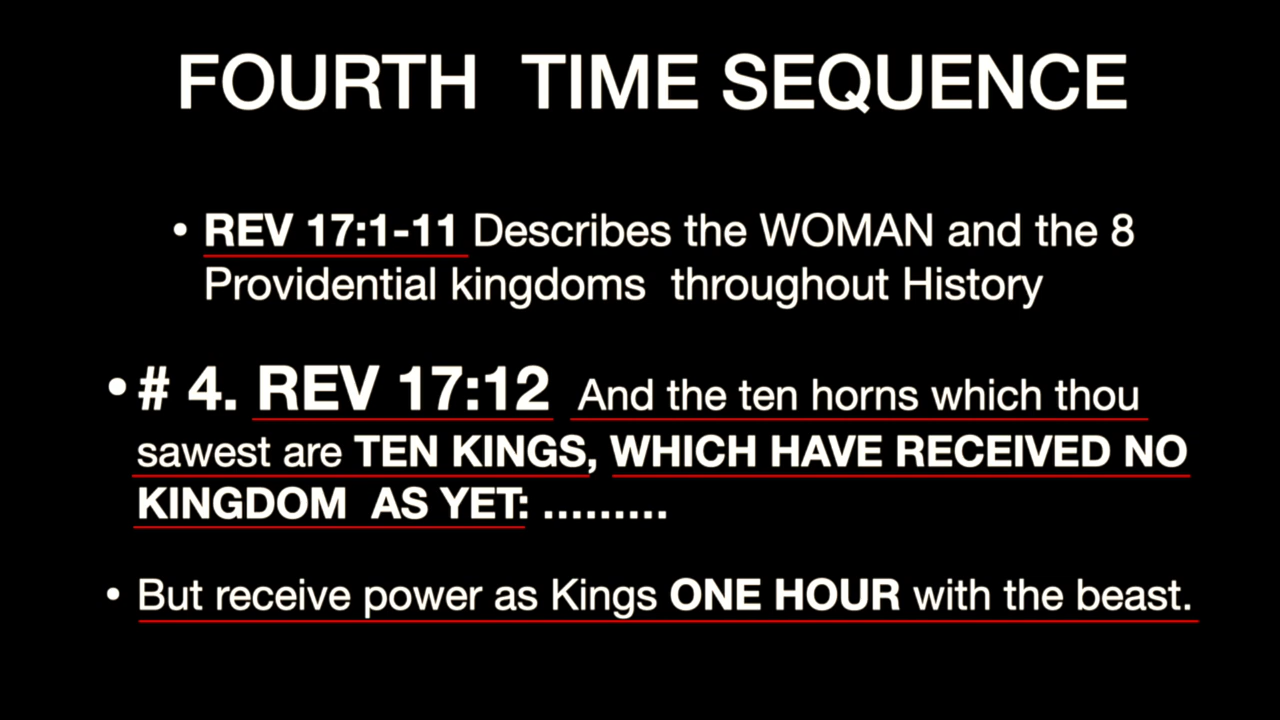 FOURTH  TIME SEQUENCE
• REV 17:1-11 Describes the WOMAN and the 8
Providential kingdoms  throughout History
• # 4. REV 17:12  And the ten horns which thou
sawest are TEN KINGS, WHICH HAVE RECEIVED NO
KINGDOM  AS YET: .........
• But receive power as Kings ONE HOUR with the beast.